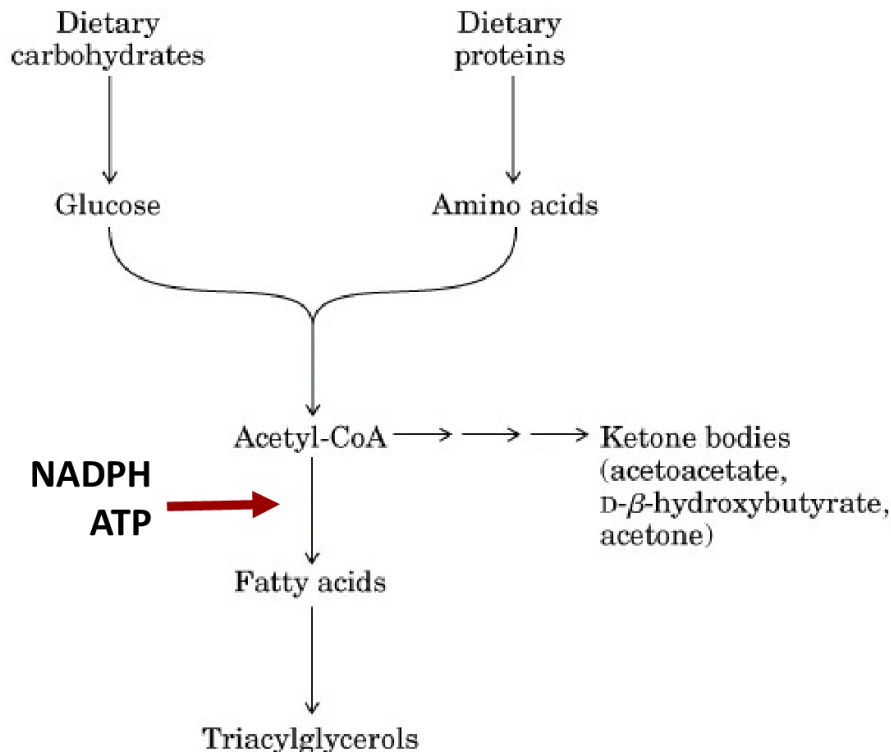 Dietary
carbohydrates
Dietary
proteins
Glucose
Amino acids
Acetyl-CoA
Ketone bodies
(acetoacetate,
D-β-hydroxybutyrate,
acetone)
NADPH
ATP
Fatty acids
Triacylglycerols